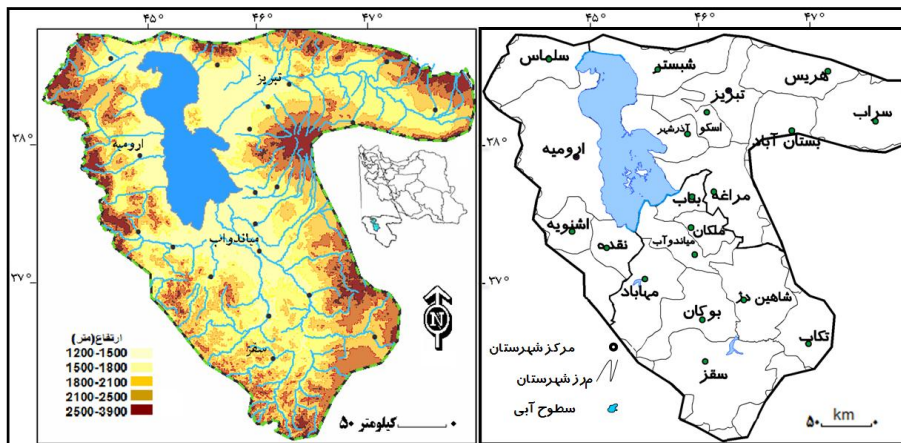 ۴۵° ۴۶° ۴۷°
تبریز
۳۸°
ارومیه
میاندواب
۳۷°
سقز
N
ارتفاع(متر)
1200-1500
1500-1800
1800-2100
2100-2500
2500-3900
۵۰ کیلومتر ۰
۴۵° ۴۶° ۴۷°
سلماس
شبستر
هریس
تبریز
سراب
۳۸°
آذرشهر
اسکو
بستان آباد
ارومیه
بناب
مراغه
اشنویه
ملکان
نقده
میاندوآب
۳۷°
مهاباد
شاهین دژ
بوکان
تکاب
سقز
مرکز شهرستان
مرز شهرستان
سطوح آبی
۵۰ km ۰